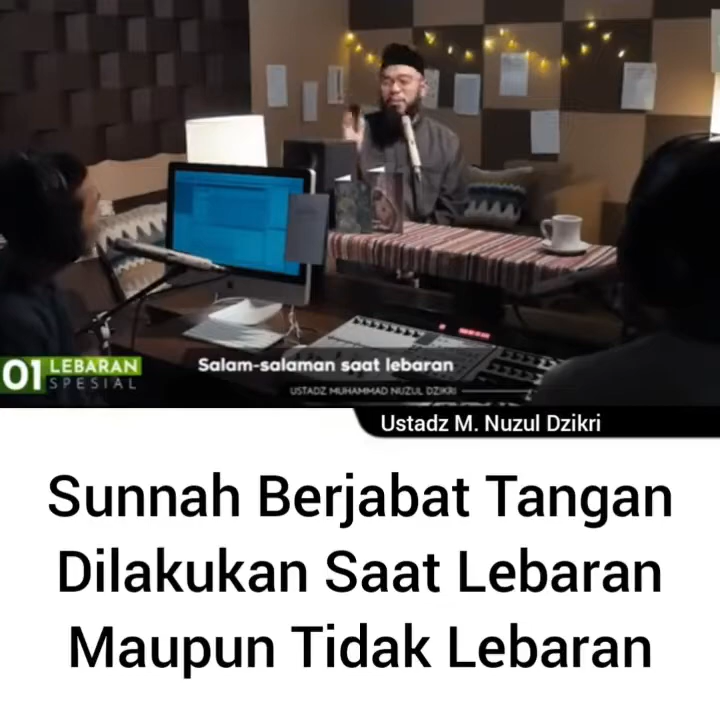 01 LEBARAN
SPESIAL
Salam-salaman saat lebaran
USTADZ MUHAMMAD NUZUL DZIKRI
Ustadz M. Nuzul Dzikri
Sunnah Berjabat Tangan
Dilakukan Saat Lebaran
Maupun Tidak Lebaran